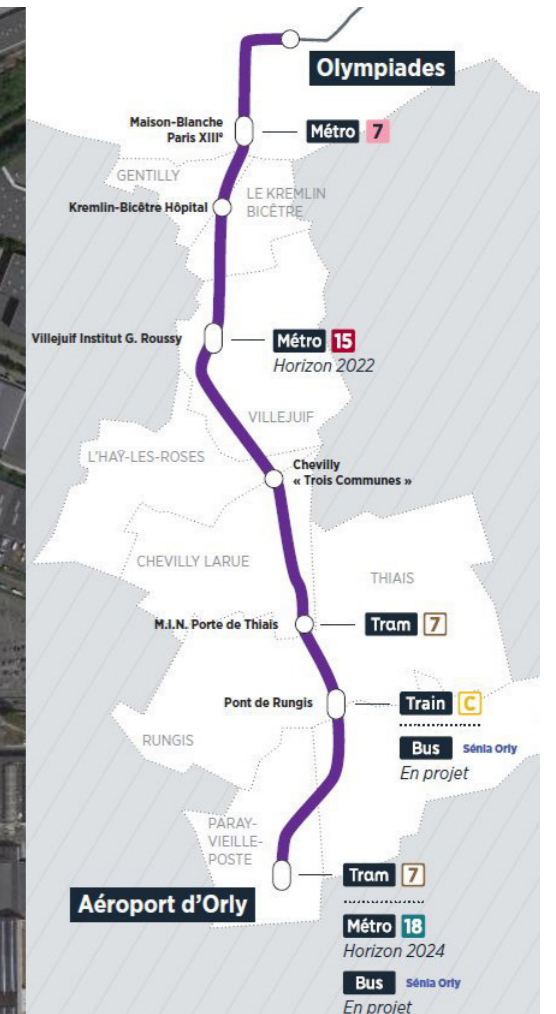 Olympiades
Maison-Blanche
Paris XIIIᵉ
Métro 7
GENTILLY
LE KREMLIN
BICÊTRE
Kremlin-Bicêtre Hôpital
Villejuif Institut G. Roussy
Métro 15
Horizon 2022
VILLEJUIF
L'HAŸ-LES-ROSES
Chevilly
« Trois Communes »
CHEVILLY LARUE
THIAIS
M.I.N. Porte de Thiais
Tram 7
Pont de Rungis
Train C
Bus Sénia Orly
En projet
RUNGIS
PARAY-
VIEILLE-
POSTE
Aéroport d'Orly
Tram 7
Métro 18
Horizon 2024
Bus Sénia Orly
En projet